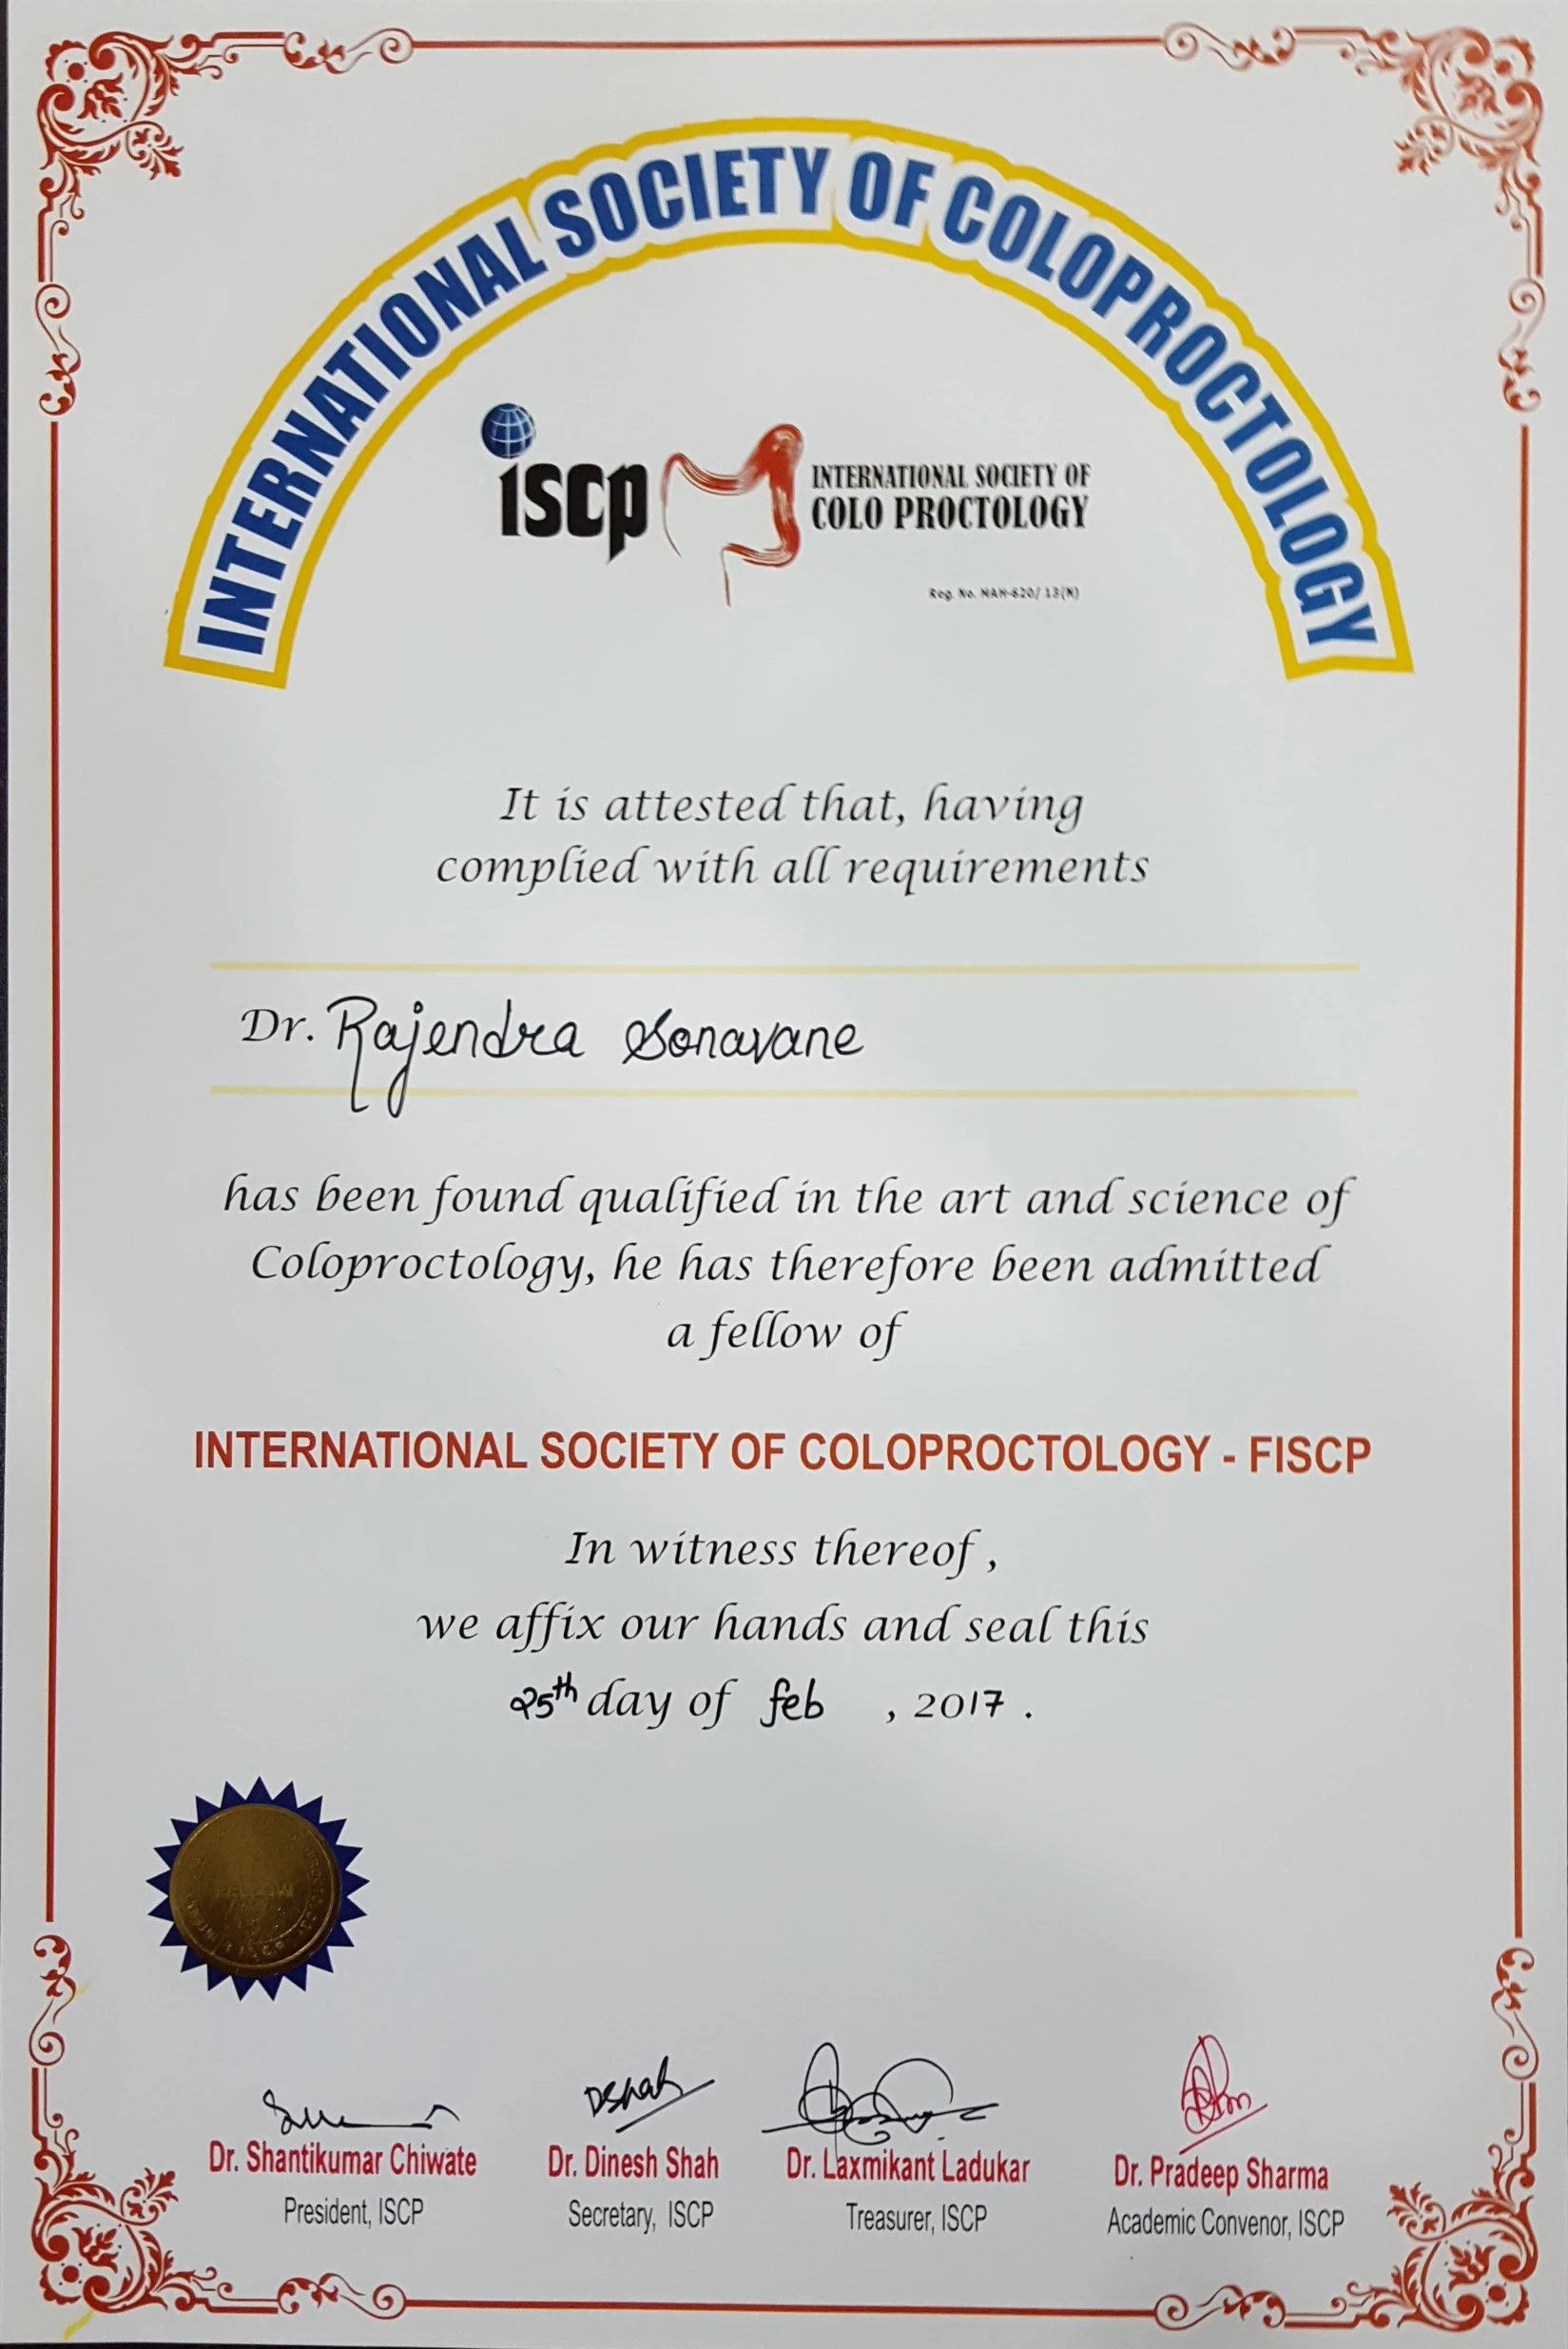 INTERNATIONAL SOCIETY OF COLOPROCTOLOGY
iscp
INTERNATIONAL SOCIETY OF
COLO PROCTOLOGY
Reg. No. MAH-620/ 13(N)
It is attested that, having
complied with all requirements
Dr. Rajendra Sonavane
has been found qualified in the art and science of
Coloproctology, he has therefore been admitted
a fellow of
INTERNATIONAL SOCIETY OF COLOPROCTOLOGY - FISCP
In witness thereof,
we affix our hands and seal this
25th day of feb , 2017.
FELLOW
DShah
Dr. Shantikumar Chiwate
President, ISCP
Dr. Dinesh Shah
Secretary, ISCP
Dr. Laxmikant Ladukar
Treasurer, ISCP
Dr. Pradeep Sharma
Academic Convenor, ISCP